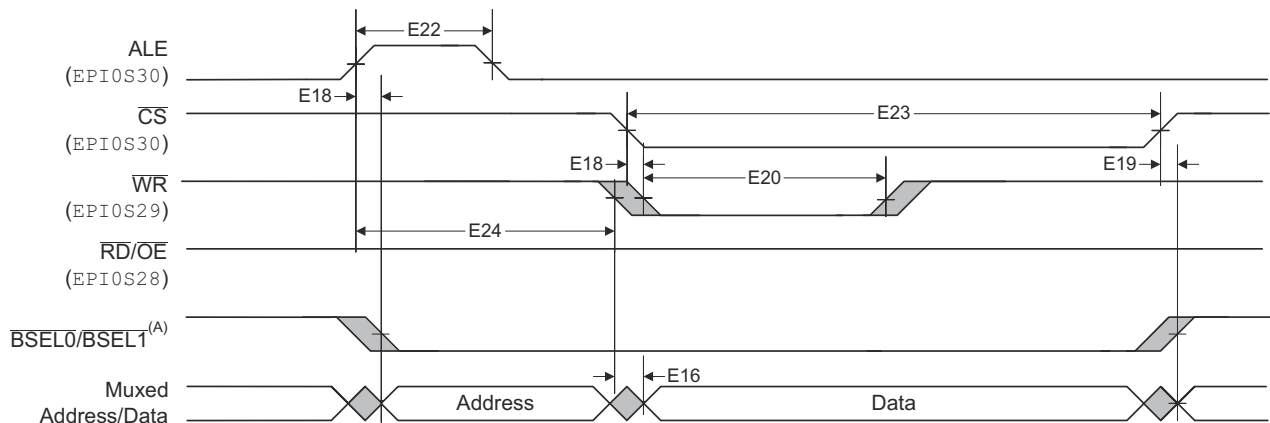 E22
ALE
(EPI0S30)
E18
CS
E23
(EPI0S30)
E18
E19
WR
E20
(EPI0S29)
E24
RD/OE
(EPI0S28)
BSEL0/BSEL1(A)
E16
Muxed
Address/Data
Address
Data